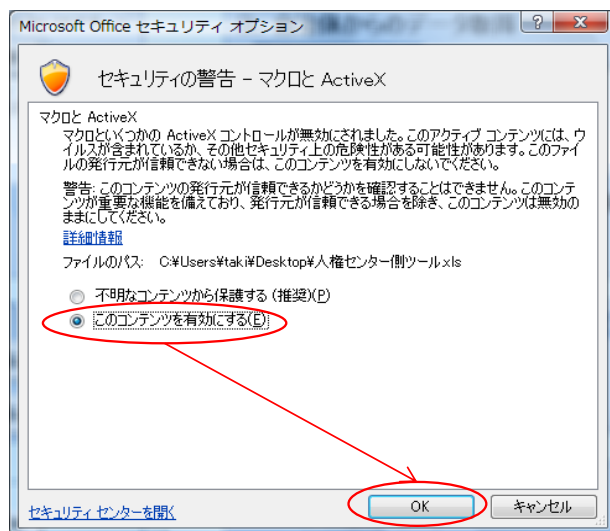 Microsoft Office セキュリティ オプション
セキュリティの警告 - マクロと ActiveX
マクロと ActiveX
マクロといくつかの ActiveX コントロールが無効にされました。このアクティブ コンテンツには、ウ
イルスが含まれているか、その他セキュリティ上の危険性がある可能性があります。このファイ
ルの発行元が信頼できない場合は、このコンテンツを有効にしないでください。
警告: このコンテンツの発行元が信頼できるかどうかを確認することはできません。このコンテ
ンツが重要な機能を備えており、発行元が信頼できる場合を除き、このコンテンツは無効の
ままにしてください。
詳細情報
ファイルのパス: C:¥Users¥taki¥Desktop¥人権センター側ツール.xls
不明なコンテンツから保護する (推奨)(P)
このコンテンツを有効にする(E)
セキュリティ センターを開く
OK
キャンセル